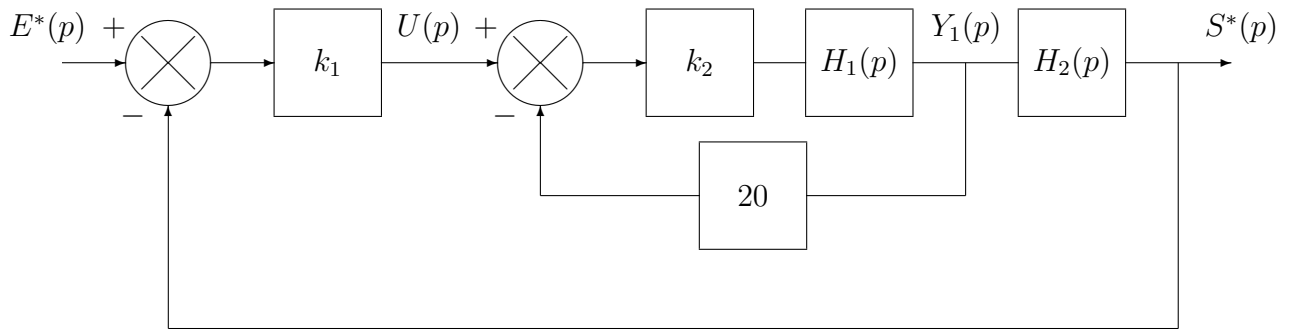 E*(p) + U(p) + Y₁(p) S*(p)
k₁ k₂ H₁(p) H₂(p)
− −
20